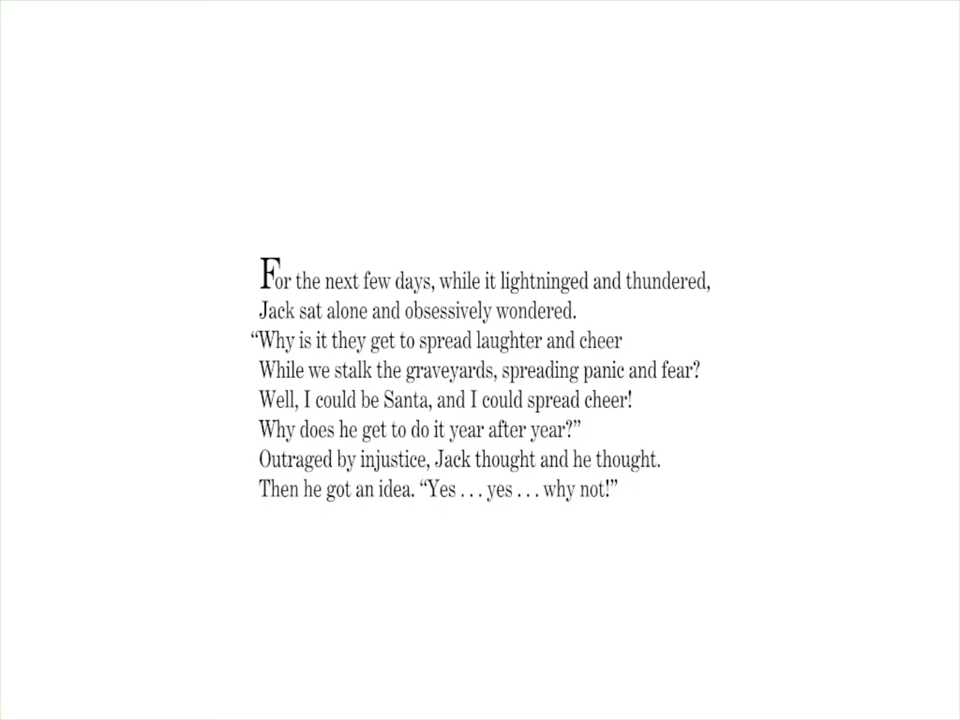 For the next few days, while it lightninged and thundered,
Jack sat alone and obsessively wondered.
“Why is it they get to spread laughter and cheer
While we stalk the graveyards, spreading panic and fear?
Well, I could be Santa, and I could spread cheer!
Why does he get to do it year after year?”
Outraged by injustice, Jack thought and he thought.
Then he got an idea. “Yes . . . yes . . . why not!”